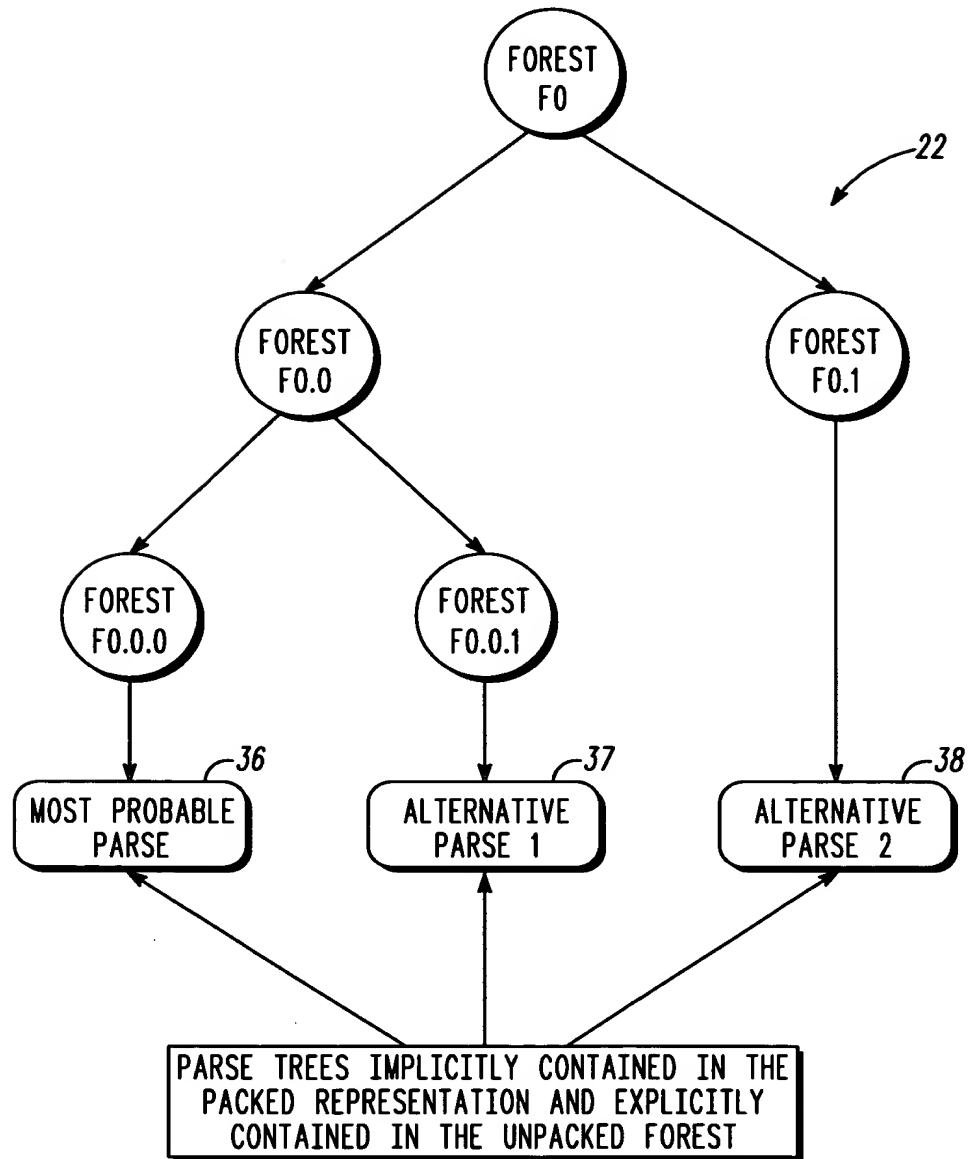 FOREST
F0
22
FOREST
F0.0
FOREST
F0.1
FOREST
F0.0.0
FOREST
F0.0.1
36
MOST PROBABLE
PARSE
37
ALTERNATIVE
PARSE 1
38
ALTERNATIVE
PARSE 2
PARSE TREES IMPLICITLY CONTAINED IN THE
PACKED REPRESENTATION AND EXPLICITLY
CONTAINED IN THE UNPACKED FOREST